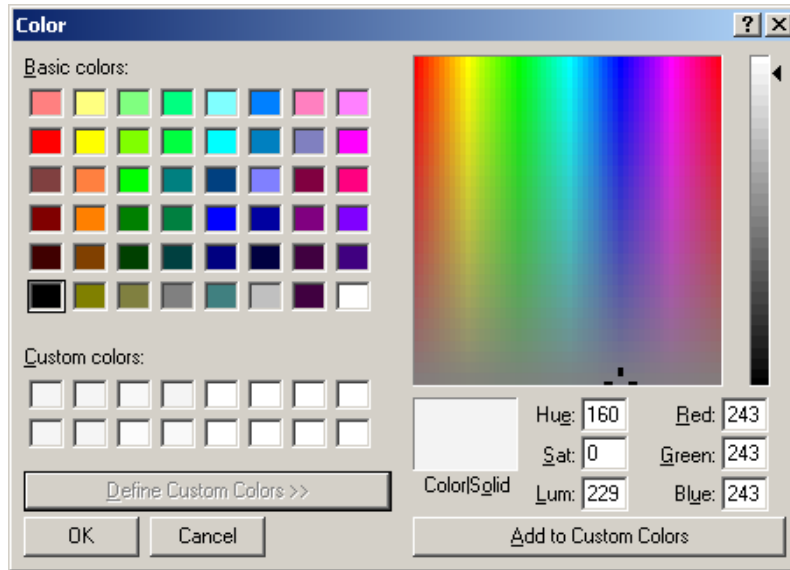 Color
Basic colors:
Custom colors:
Define Custom Colors >>
OK Cancel
Color|Solid
Hue: 160 Red: 243
Sat: 0 Green: 243
Lum: 229 Blue: 243
Add to Custom Colors